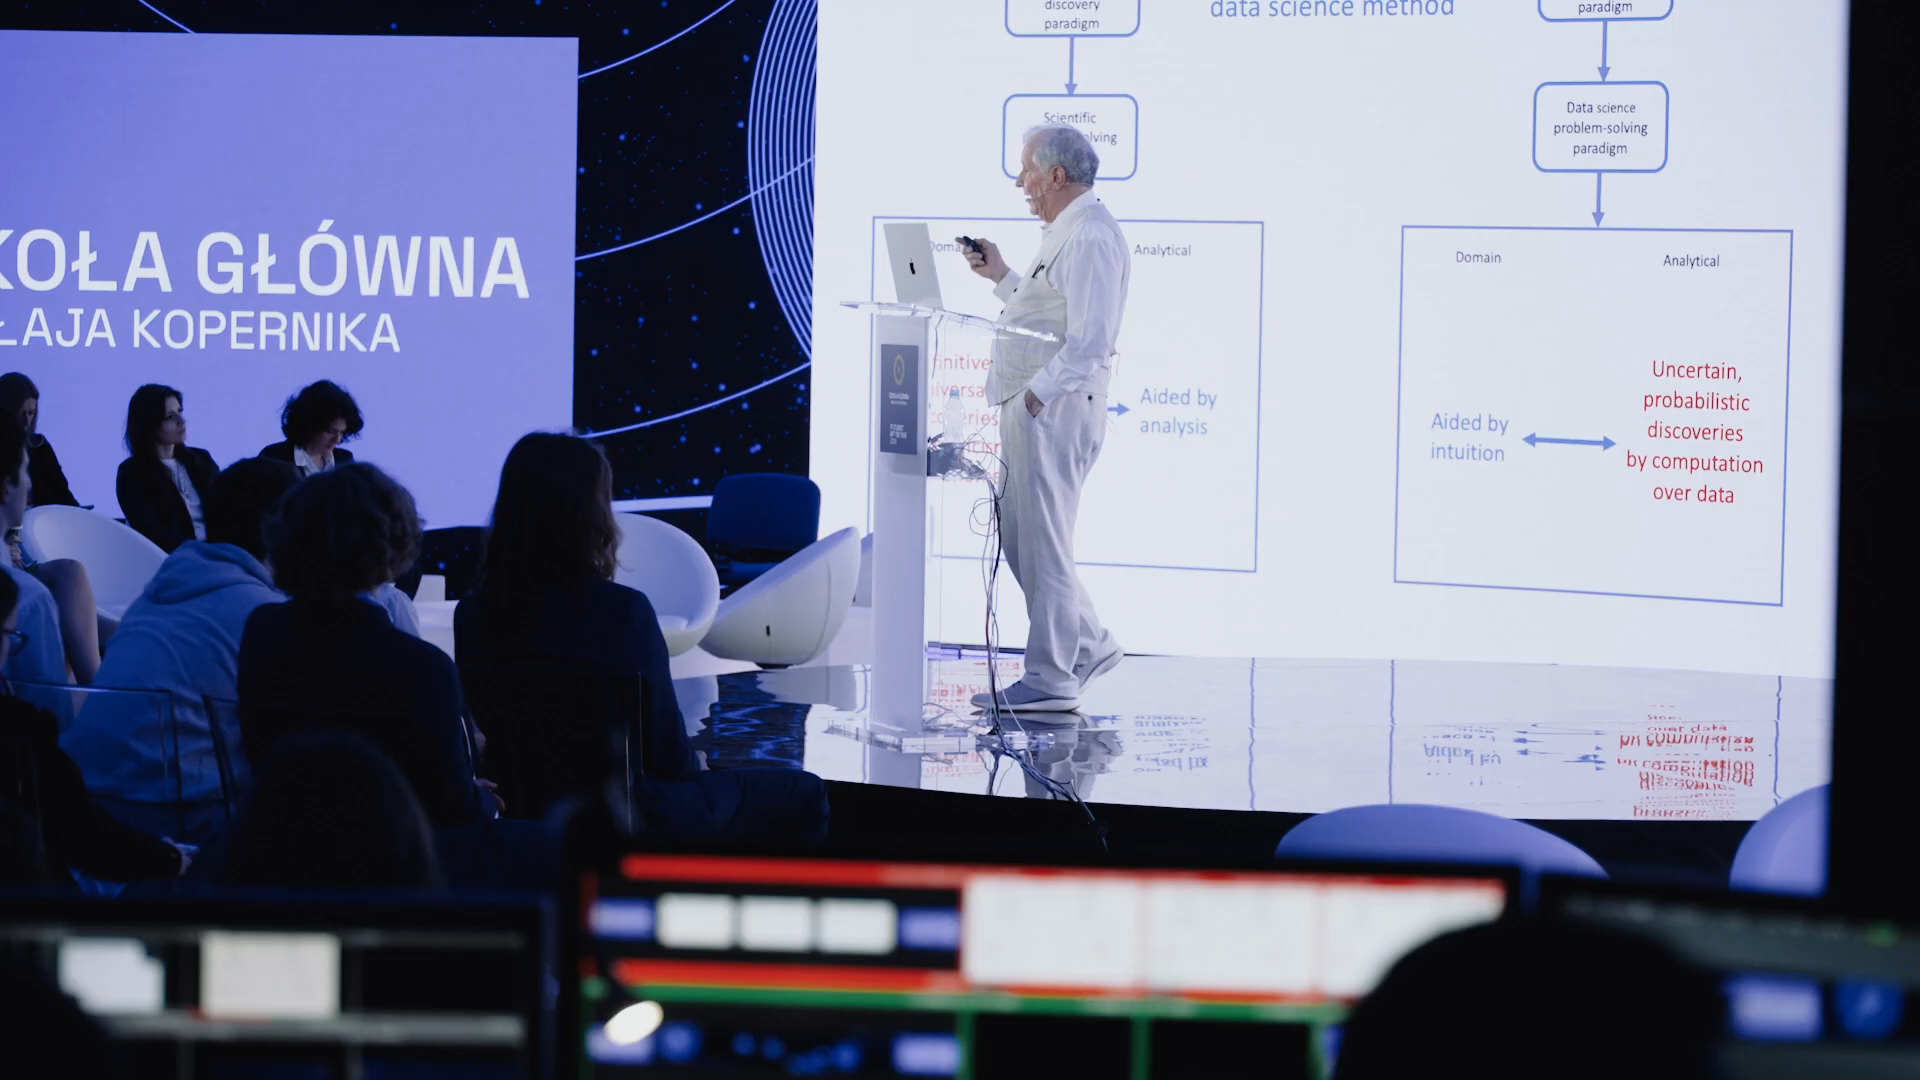 KOŁA GŁÓWNA
ŁAJA KOPERNIKA
discovery
paradigm
data science method
paradigm
Scientific
Data science
problem-solving
paradigm
Analytical
Aided by
analysis
Domain
Analytical
Aided by
intuition
Uncertain,
probabilistic
discoveries
by computation
over data